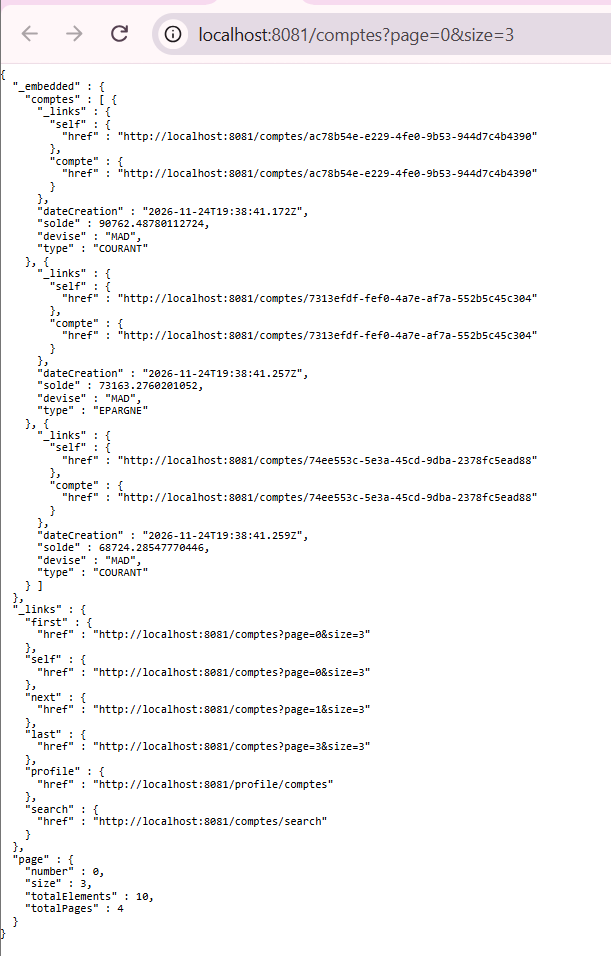 localhost:8081/comptes?page=0&size=3
{
  "_embedded" : {
    "comptes" : [ {
      "_links" : {
        "self" : {
          "href" : "http://localhost:8081/comptes/ac78b54e-e229-4fe0-9b53-944d7c4b4390"
        },
        "compte" : {
          "href" : "http://localhost:8081/comptes/ac78b54e-e229-4fe0-9b53-944d7c4b4390"
        }
      },
      "dateCreation" : "2026-11-24T19:38:41.172Z",
      "solde" : 90762.48780112724,
      "devise" : "MAD",
      "type" : "COURANT"
    }, {
      "_links" : {
        "self" : {
          "href" : "http://localhost:8081/comptes/7313efdf-fef0-4a7e-af7a-552b5c45c304"
        },
        "compte" : {
          "href" : "http://localhost:8081/comptes/7313efdf-fef0-4a7e-af7a-552b5c45c304"
        }
      },
      "dateCreation" : "2026-11-24T19:38:41.257Z",
      "solde" : 73163.2760201052,
      "devise" : "MAD",
      "type" : "EPARGNE"
    }, {
      "_links" : {
        "self" : {
          "href" : "http://localhost:8081/comptes/74ee553c-5e3a-45cd-9dba-2378fc5ead88"
        },
        "compte" : {
          "href" : "http://localhost:8081/comptes/74ee553c-5e3a-45cd-9dba-2378fc5ead88"
        }
      },
      "dateCreation" : "2026-11-24T19:38:41.259Z",
      "solde" : 68724.28547770446,
      "devise" : "MAD",
      "type" : "COURANT"
    } ]
  },
  "_links" : {
    "first" : {
      "href" : "http://localhost:8081/comptes?page=0&size=3"
    },
    "self" : {
      "href" : "http://localhost:8081/comptes?page=0&size=3"
    },
    "next" : {
      "href" : "http://localhost:8081/comptes?page=1&size=3"
    },
    "last" : {
      "href" : "http://localhost:8081/comptes?page=3&size=3"
    },
    "profile" : {
      "href" : "http://localhost:8081/profile/comptes"
    },
    "search" : {
      "href" : "http://localhost:8081/comptes/search"
    }
  },
  "page" : {
    "number" : 0,
    "size" : 3,
    "totalElements" : 10,
    "totalPages" : 4
  }
}